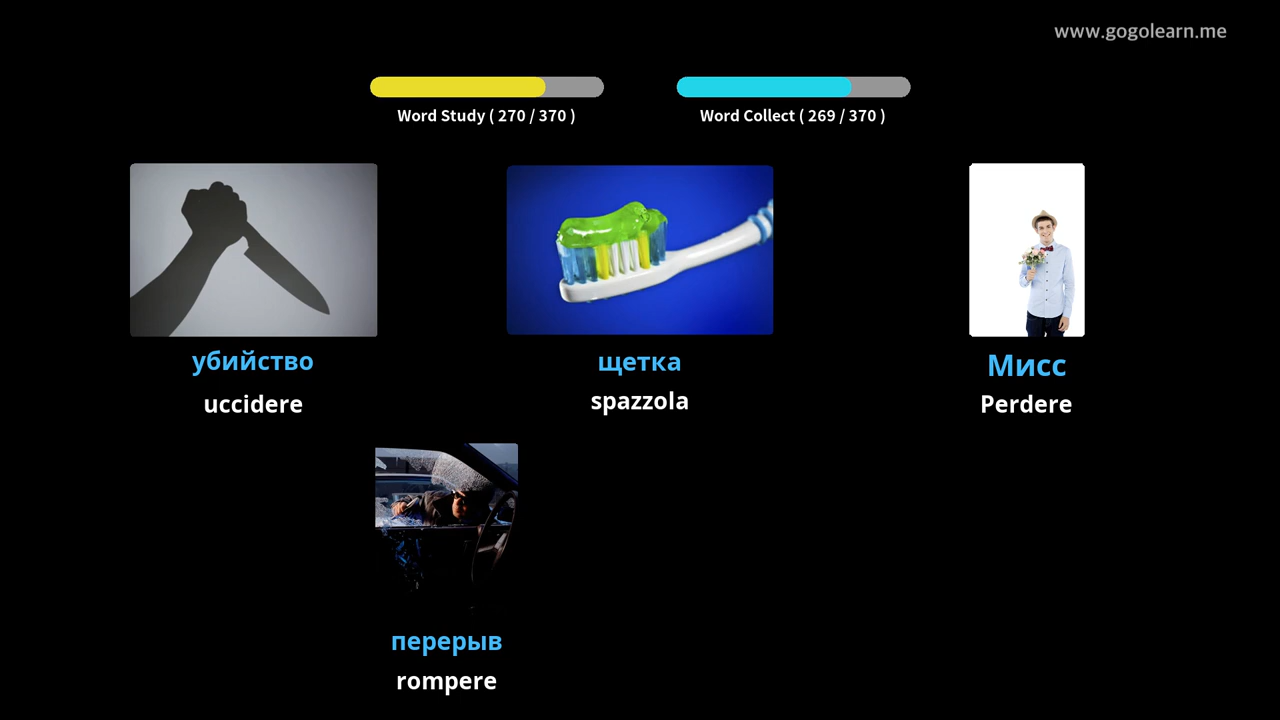 www.gogolearn.me
Word Study ( 270 / 370 )
Word Collect ( 269 / 370 )
убийство
uccidere
щетка
spazzola
Мисс
Perdere
перерыв
rompere